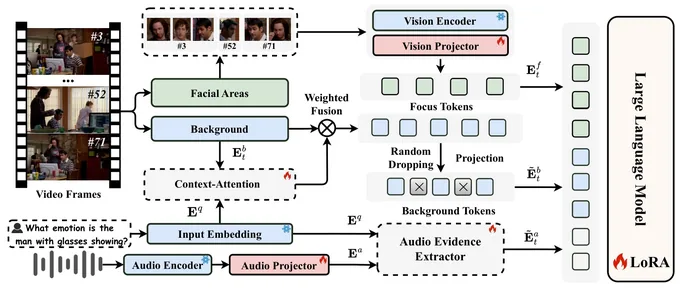 #3
...
#52
#71
Video Frames
#3
#52
#71
Facial Areas
Background
E_t^b
Context-Attention
E^q
What emotion is the
man with glasses showing?
Input Embedding
Audio Encoder
Audio Projector
E^q
E^a
Vision Encoder
Vision Projector
E_t^f
Focus Tokens
Weighted
Fusion
Random
Dropping
Projection
Ẽ_t^b
Background Tokens
Audio Evidence
Extractor
Ẽ_t^a
Large Language Model
LoRA